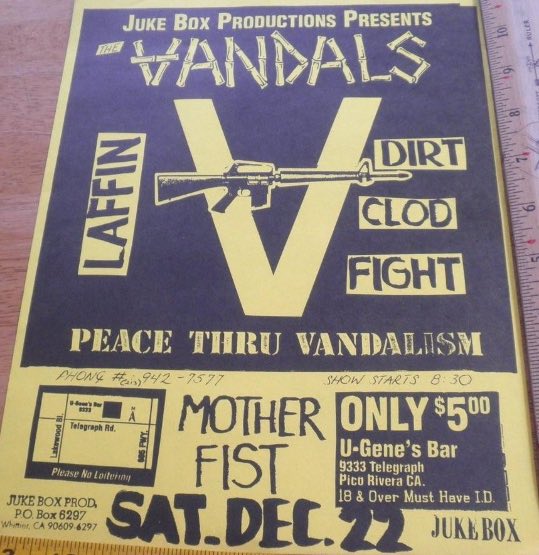 JUKE BOX PRODUCTIONS PRESENTS
THE VANDALS
LAFFIN
DIRT
CLOD
FIGHT
PEACE THRU VANDALISM
PHONE # (213) 942-7577
SHOW STARTS 8:30
U-Gene's Bar
9333
Telegraph Rd.
Lakewood Bl.
605 FWY.
N
Please No Loitering
MOTHER
FIST
ONLY $5.00
U-Gene's Bar
9333 Telegraph
Pico Rivera CA.
18 & Over Must Have I.D.
JUKE BOX PROD.
P.O. Box 6297
Whittier, CA 90609-6297
SAT. DEC. 22
JUKE BOX